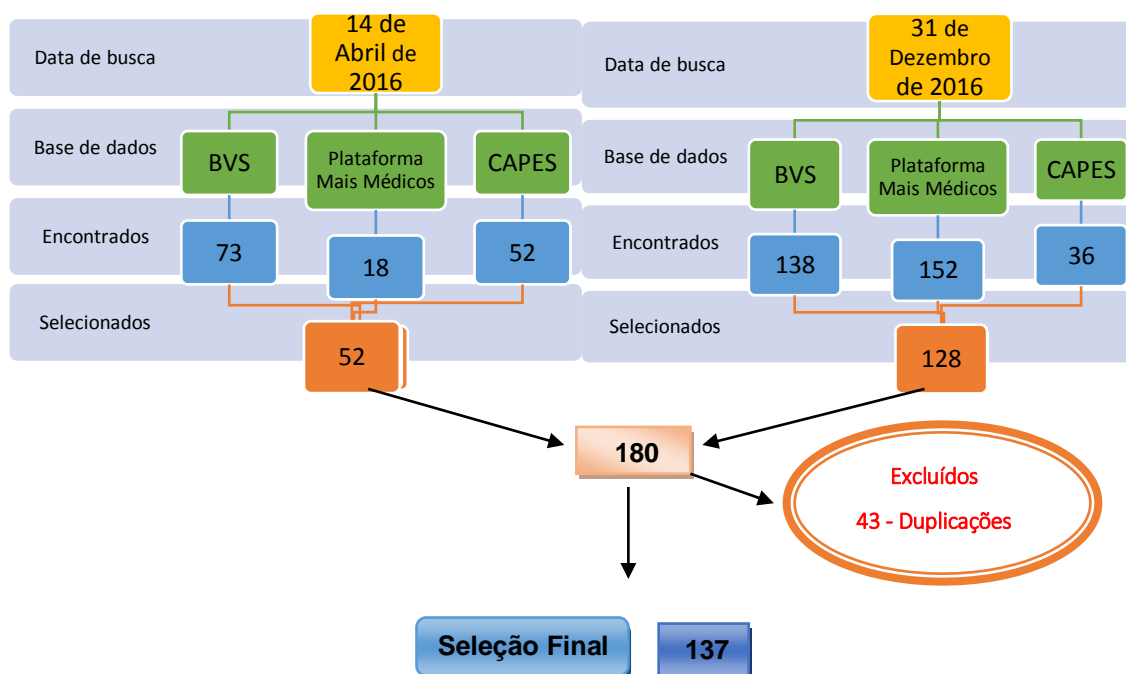 Data de busca
14 de
Abril de
2016
Base de dados
BVS
Plataforma
Mais Médicos
CAPES
Encontrados
73
18
52
Selecionados
52
Data de busca
31 de
Dezembro
de 2016
Base de dados
BVS
Plataforma
Mais Médicos
CAPES
Encontrados
138
152
36
Selecionados
128
180
Excluídos
43 - Duplicações
Seleção Final
137